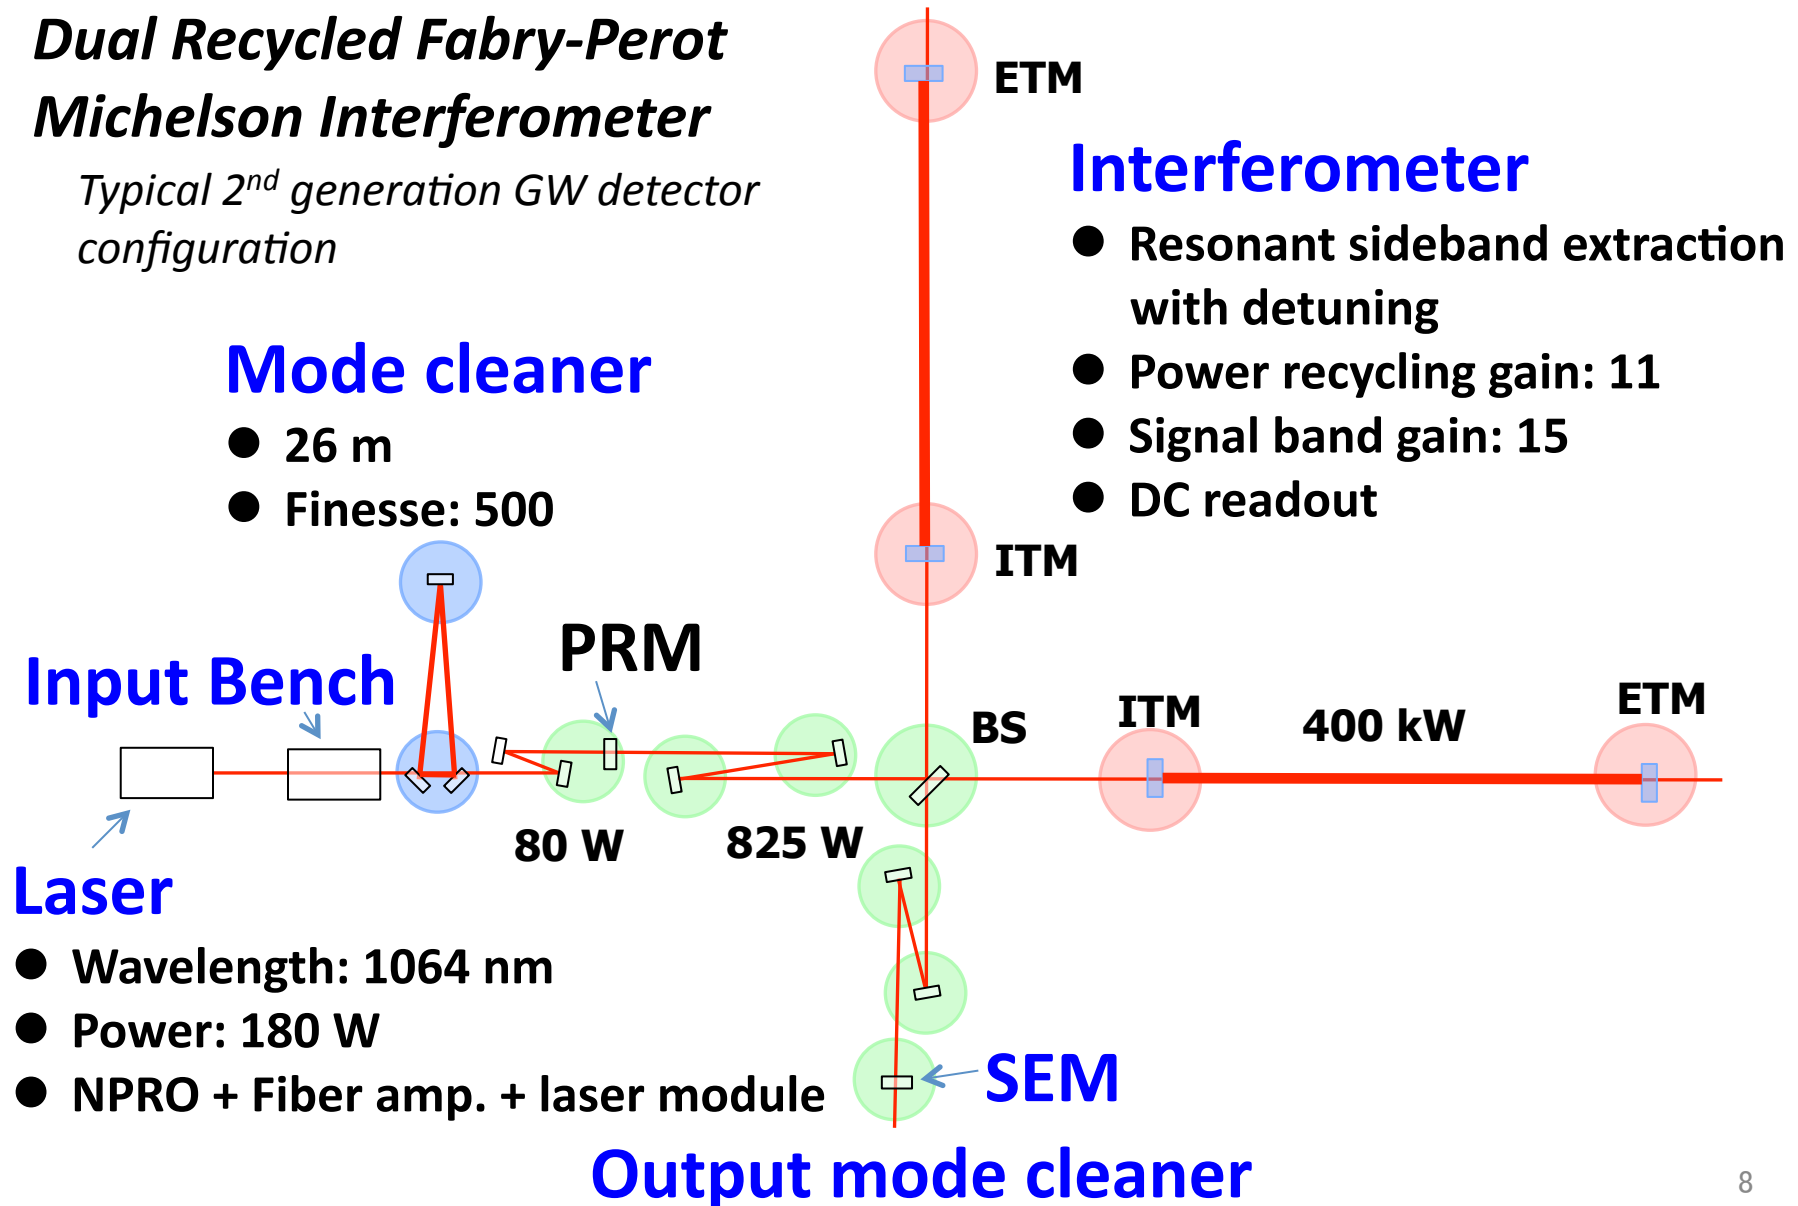 Dual Recycled Fabry-Perot
Michelson Interferometer
Typical 2nd generation GW detector
configuration
ETM
Interferometer
● Resonant sideband extraction
with detuning
● Power recycling gain: 11
● Signal band gain: 15
● DC readout
Mode cleaner
● 26 m
● Finesse: 500
ITM
PRM
Input Bench
BS
ITM
400 kW
ETM
80 W
825 W
Laser
● Wavelength: 1064 nm
● Power: 180 W
● NPRO + Fiber amp. + laser module
SEM
Output mode cleaner
8